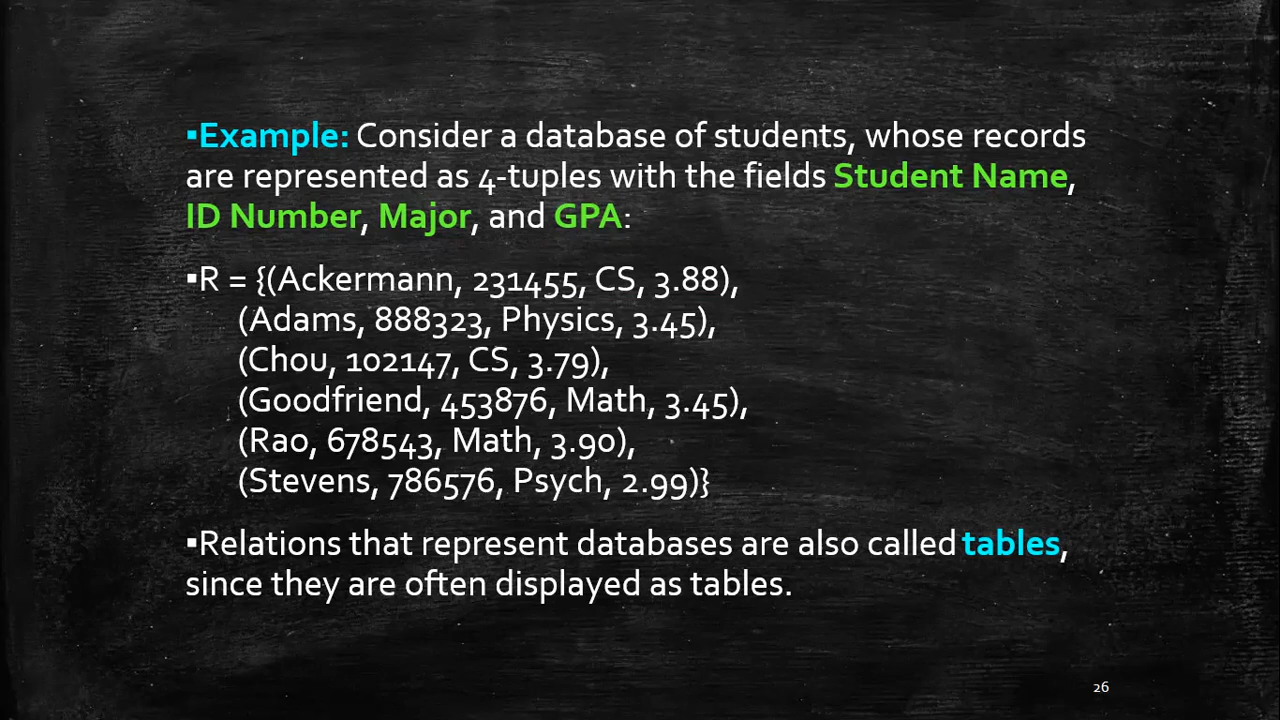 ▪Example: Consider a database of students, whose records
are represented as 4-tuples with the fields Student Name,
ID Number, Major, and GPA:
▪R = {(Ackermann, 231455, CS, 3.88),
(Adams, 888323, Physics, 3.45),
(Chou, 102147, CS, 3.79),
(Goodfriend, 453876, Math, 3.45),
(Rao, 678543, Math, 3.90),
(Stevens, 786576, Psych, 2.99)}
▪Relations that represent databases are also called tables,
since they are often displayed as tables.
26